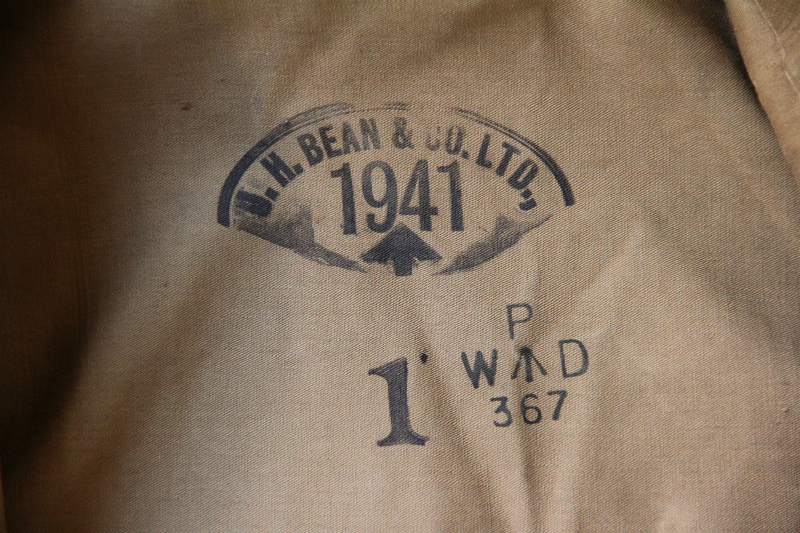 J. H. BEAN & CO. LTD.,
1941
1
P
W D
367